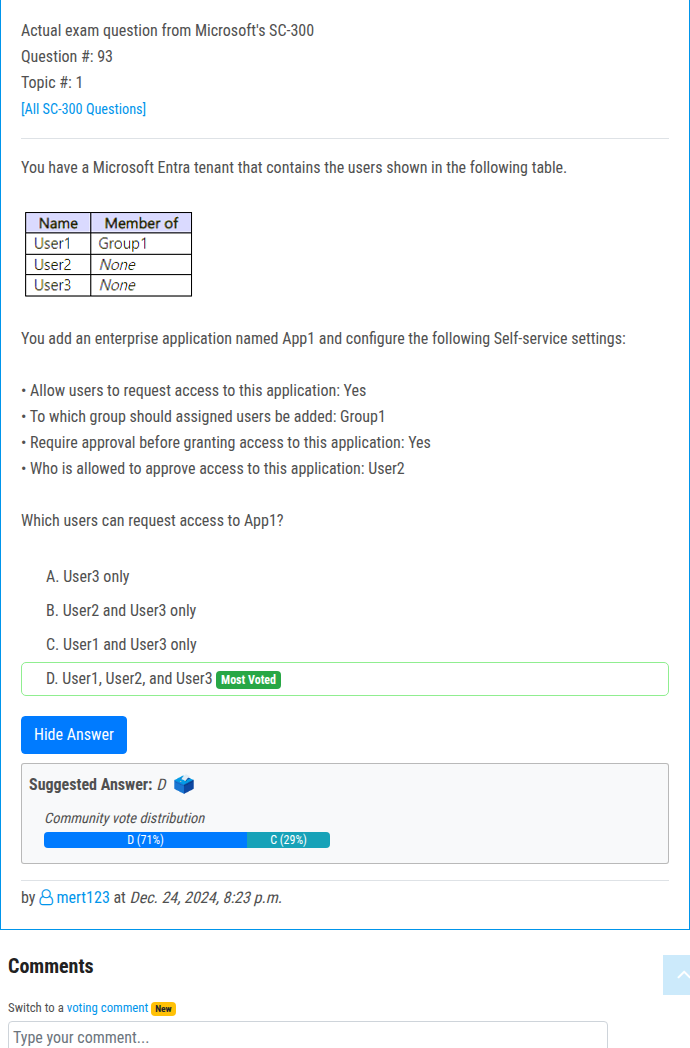 Actual exam question from Microsoft's SC-300
Question #: 93
Topic #: 1
[All SC-300 Questions]
You have a Microsoft Entra tenant that contains the users shown in the following table.
Name Member of
User1 Group1
User2 None
User3 None
You add an enterprise application named App1 and configure the following Self-service settings:
• Allow users to request access to this application: Yes
• To which group should assigned users be added: Group1
• Require approval before granting access to this application: Yes
• Who is allowed to approve access to this application: User2
Which users can request access to App1?
A. User3 only
B. User2 and User3 only
C. User1 and User3 only
D. User1, User2, and User3 Most Voted
Hide Answer
Suggested Answer: D
Community vote distribution
D (71%) C (29%)
by mert123 at Dec. 24, 2024, 8:23 p.m.
Comments
Switch to a voting comment New
Type your comment...